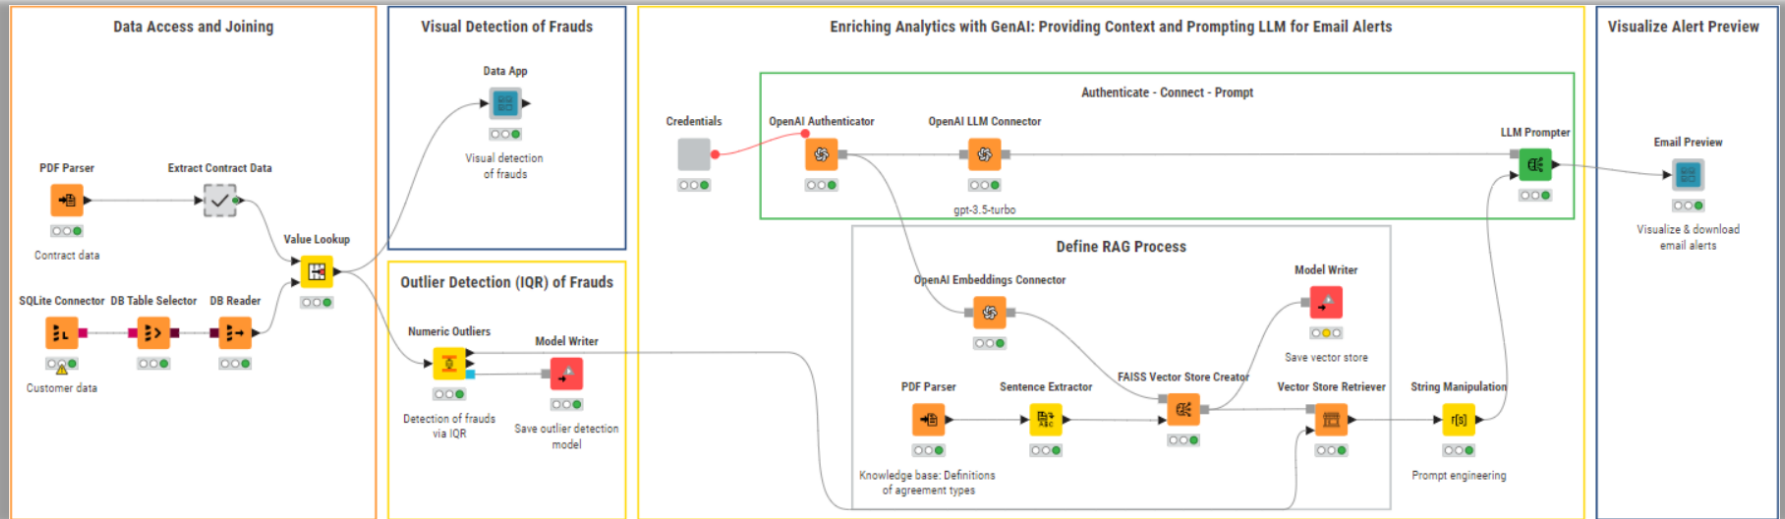 Data Access and Joining
PDF Parser
Contract data
Extract Contract Data
Value Lookup
SQLite Connector
DB Table Selector
DB Reader
Customer data
Visual Detection of Frauds
Data App
Visual detection
of frauds
Outlier Detection (IQR) of Frauds
Numeric Outliers
Detection of frauds
via IQR
Model Writer
Save outlier detection
model
Enriching Analytics with GenAI: Providing Context and Prompting LLM for Email Alerts
Credentials
Authenticate - Connect - Prompt
OpenAI Authenticator
OpenAI LLM Connector
gpt-3.5-turbo
LLM Prompter
Define RAG Process
OpenAI Embeddings Connector
Model Writer
Save vector store
PDF Parser
Knowledge base: Definitions
of agreement types
Sentence Extractor
ABC
FAISS Vector Store Creator
Vector Store Retriever
String Manipulation
r[s]
Prompt engineering
Visualize Alert Preview
Email Preview
Visualize & download
email alerts